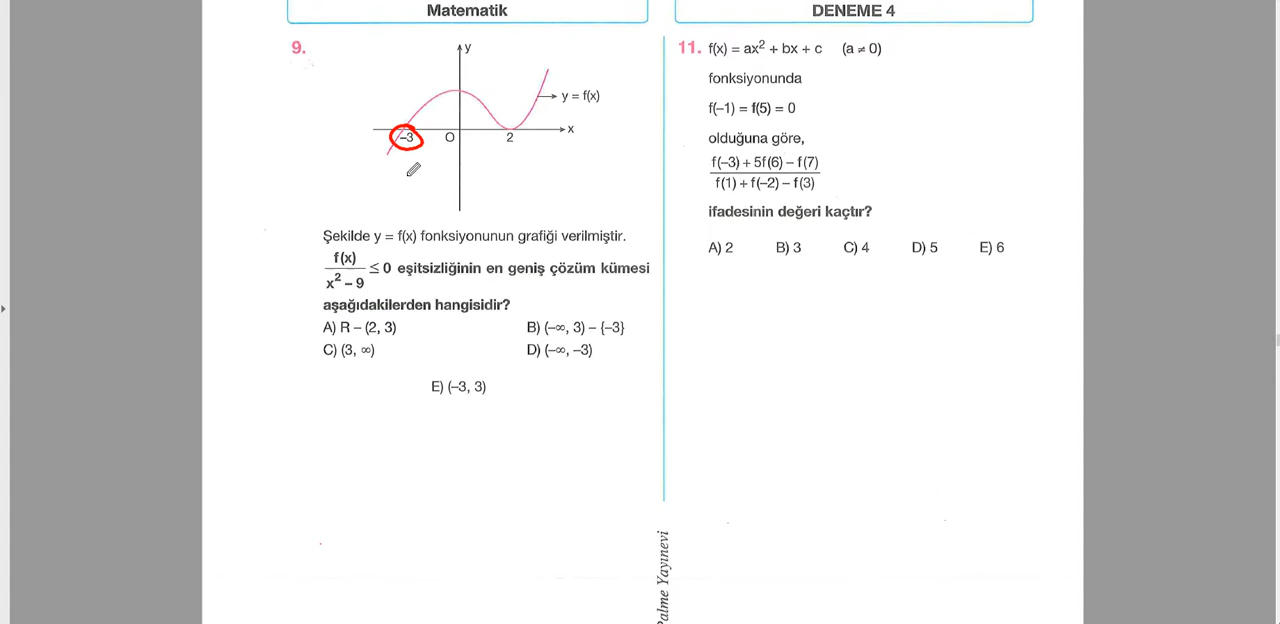 Matematik
9.
y
y = f(x)
x
–3
O
2
Şekilde y = f(x) fonksiyonunun grafiği verilmiştir.
f(x)
x² – 9
≤ 0 eşitsizliğinin en geniş çözüm kümesi
aşağıdakilerden hangisidir?
A) R – (2, 3) B) (–∞, 3) – {–3}
C) (3, ∞) D) (–∞, –3)
E) (–3, 3)
DENEME 4
11. f(x) = ax² + bx + c (a ≠ 0)
fonksiyonunda
f(–1) = f(5) = 0
olduğuna göre,
f(–3) + 5f(6) – f(7)
f(1) + f(–2) – f(3)
ifadesinin değeri kaçtır?
A) 2 B) 3 C) 4 D) 5 E) 6
Palme Yayınevi